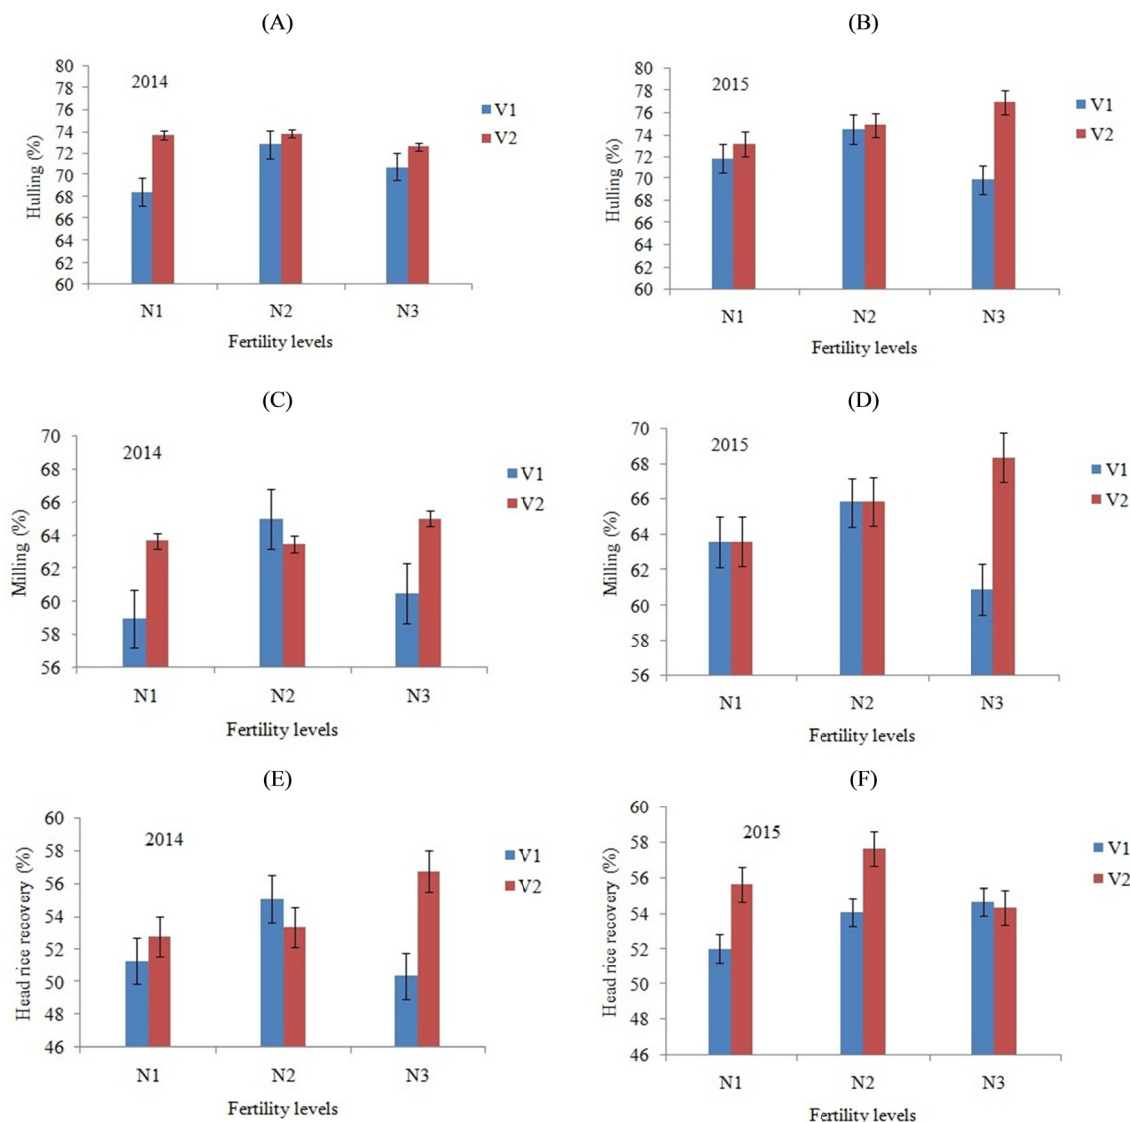 (A)
2014
Hulling (%)
80
78
76
74
72
70
68
66
64
62
60
N1 N2 N3
Fertility levels
V1
V2
(B)
2015
Hulling (%)
80
78
76
74
72
70
68
66
64
62
60
N1 N2 N3
Fertility levels
V1
V2
(C)
2014
Milling (%)
70
68
66
64
62
60
58
56
N1 N2 N3
Fertility levels
V1
V2
(D)
2015
Milling (%)
70
68
66
64
62
60
58
56
N1 N2 N3
Fertility levels
V1
V2
(E)
2014
Head rice recovery (%)
60
58
56
54
52
50
48
46
N1 N2 N3
Fertility levels
V1
V2
(F)
2015
Head rice recovery (%)
60
58
56
54
52
50
48
46
N1 N2 N3
Fertility levels
V1
V2